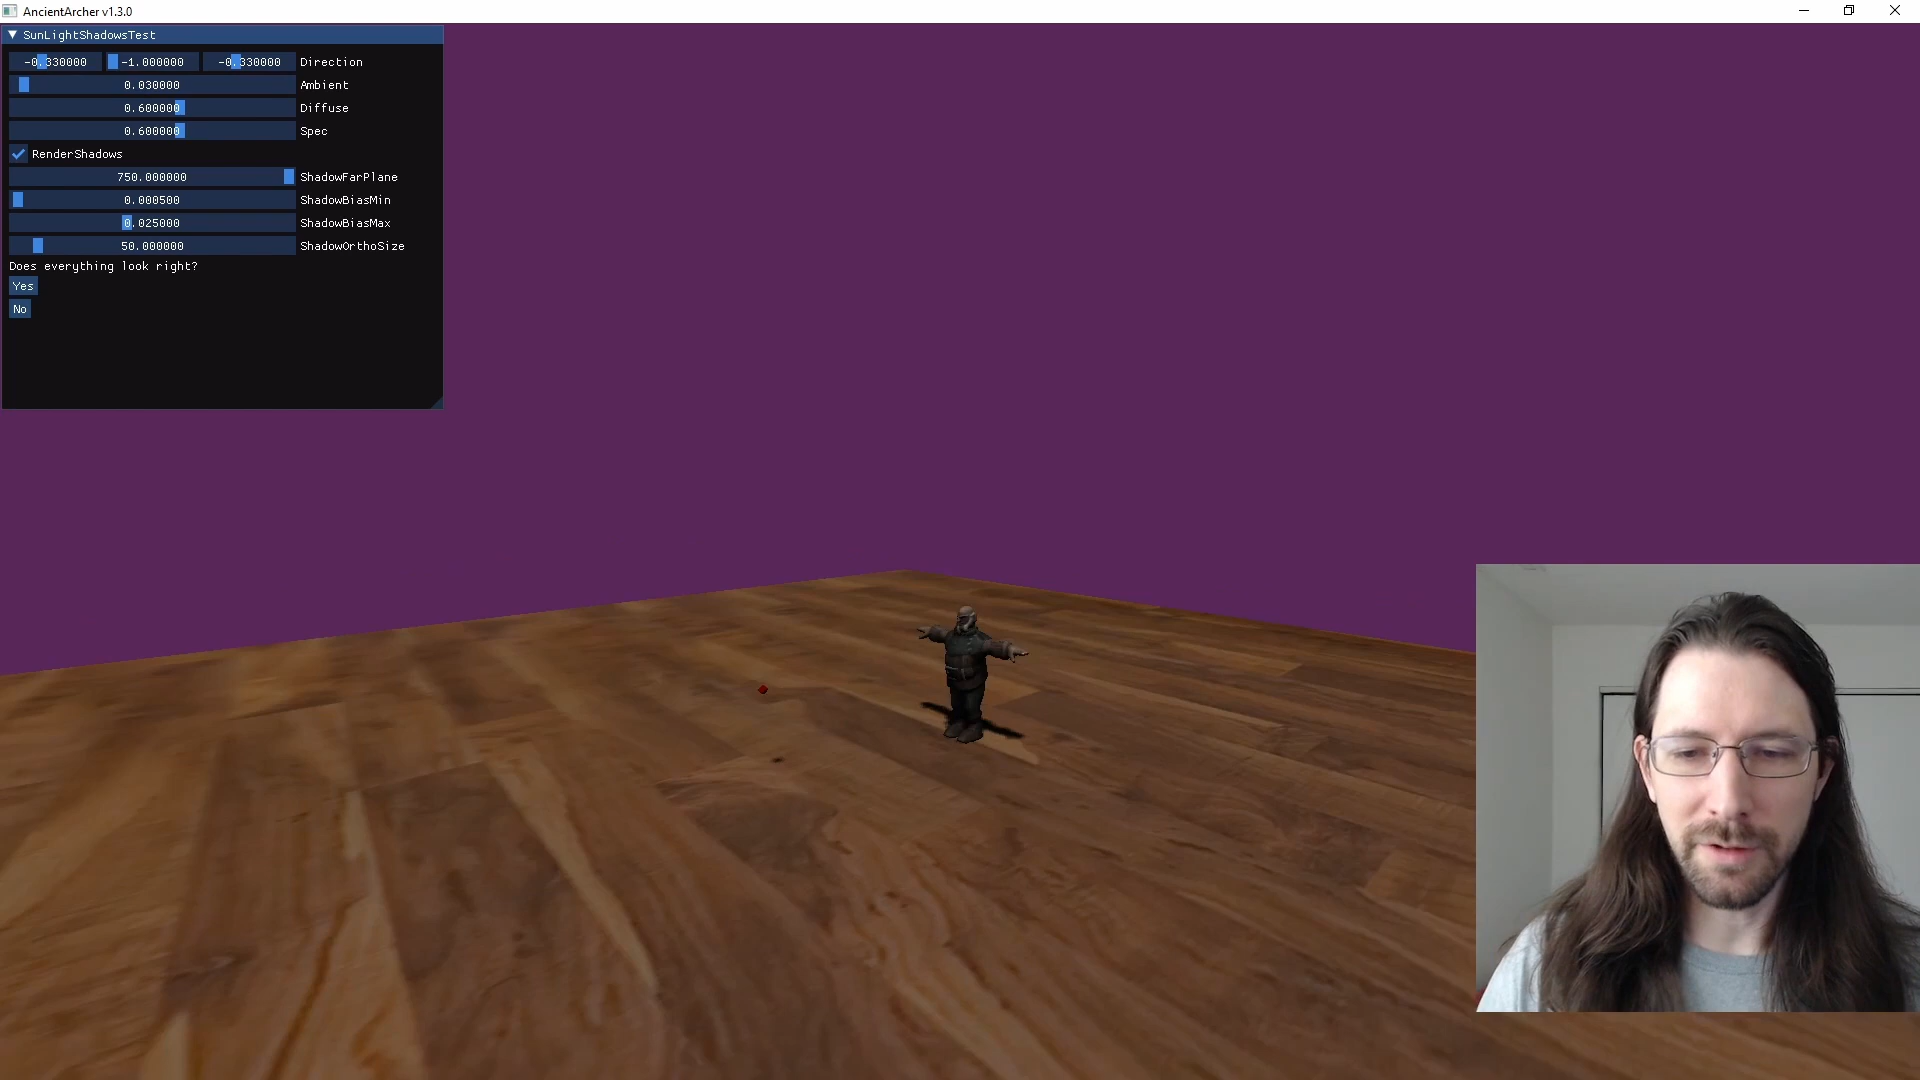 AncientArcher v1.3.0
SunLightShadowsTest
-0.330000 -1.000000 -0.330000 Direction
0.030000 Ambient
0.600000 Diffuse
0.600000 Spec
RenderShadows
750.000000 ShadowFarPlane
0.000500 ShadowBiasMin
0.025000 ShadowBiasMax
50.000000 ShadowOrthoSize
Does everything look right?
Yes
No